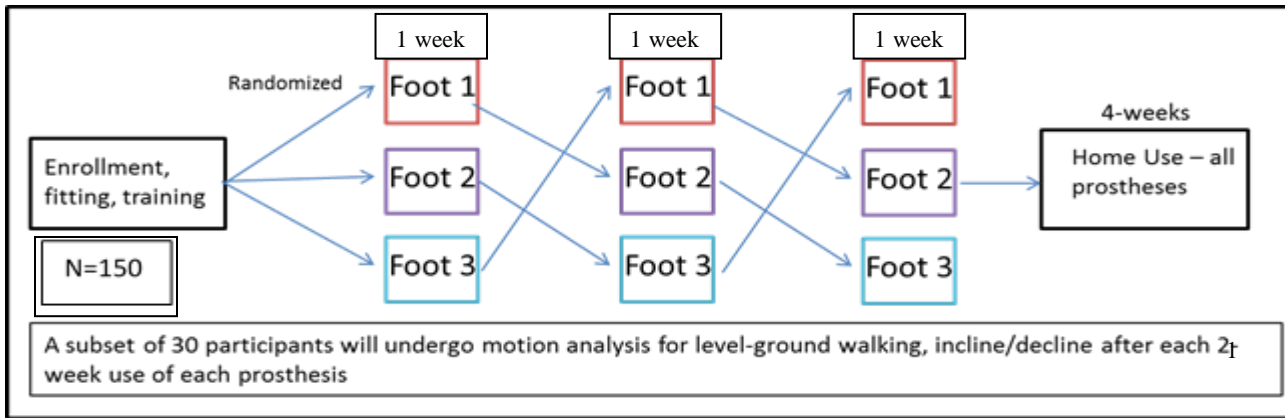 1 week
1 week
1 week
Randomized
Foot 1
Foot 1
Foot 1
4-weeks
Enrollment,
fitting, training
Foot 2
Foot 2
Foot 2
Home Use – all
prostheses
N=150
Foot 3
Foot 3
Foot 3
A subset of 30 participants will undergo motion analysis for level-ground walking, incline/decline after each
week use of each prosthesis